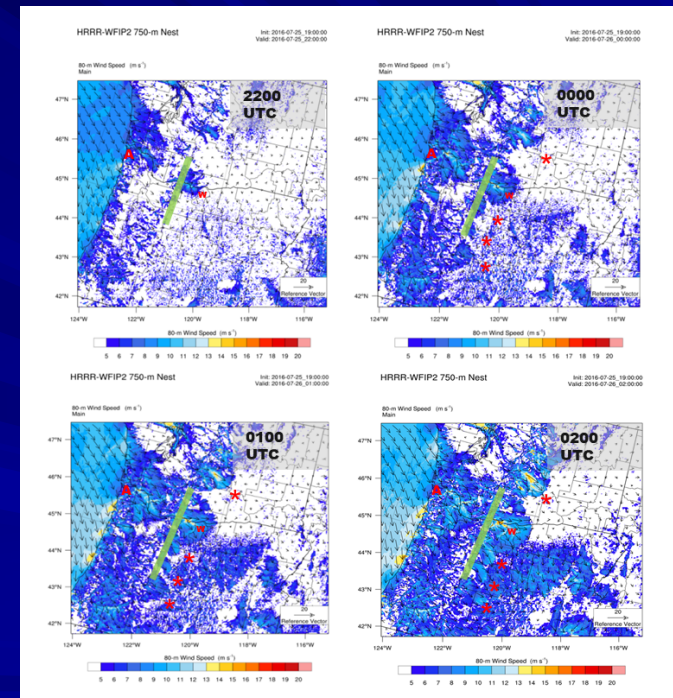 HRRR-WFIP2 750-m Nest
Init: 2016-07-25_19:00:00
Valid: 2016-07-25_22:00:00
80-m Wind Speed (m s⁻¹)
Main
2200
UTC
47°N
46°N
45°N
44°N
43°N
42°N
A
w
20
Reference Vector
124°W 122°W 120°W 118°W 116°W
80-m Wind Speed (m s⁻¹)
5 6 7 8 9 10 11 12 13 14 15 16 17 18 19 20
HRRR-WFIP2 750-m Nest
Init: 2016-07-25_19:00:00
Valid: 2016-07-26_00:00:00
80-m Wind Speed (m s⁻¹)
Main
0000
UTC
47°N
46°N
45°N
44°N
43°N
42°N
A
*
w
*
*
*
20
Reference Vector
124°W 122°W 120°W 118°W 116°W
80-m Wind Speed (m s⁻¹)
5 6 7 8 9 10 11 12 13 14 15 16 17 18 19 20
HRRR-WFIP2 750-m Nest
Init: 2016-07-25_19:00:00
Valid: 2016-07-26_01:00:00
80-m Wind Speed (m s⁻¹)
Main
0100
UTC
47°N
46°N
45°N
44°N
43°N
42°N
A
*
w
*
*
*
20
Reference Vector
124°W 122°W 120°W 118°W 116°W
80-m Wind Speed (m s⁻¹)
5 6 7 8 9 10 11 12 13 14 15 16 17 18 19 20
HRRR-WFIP2 750-m Nest
Init: 2016-07-25_19:00:00
Valid: 2016-07-26_02:00:00
80-m Wind Speed (m s⁻¹)
Main
0200
UTC
47°N
46°N
45°N
44°N
43°N
42°N
A
*
w
*
*
*
20
Reference Vector
124°W 122°W 120°W 118°W 116°W
80-m Wind Speed (m s⁻¹)
5 6 7 8 9 10 11 12 13 14 15 16 17 18 19 20